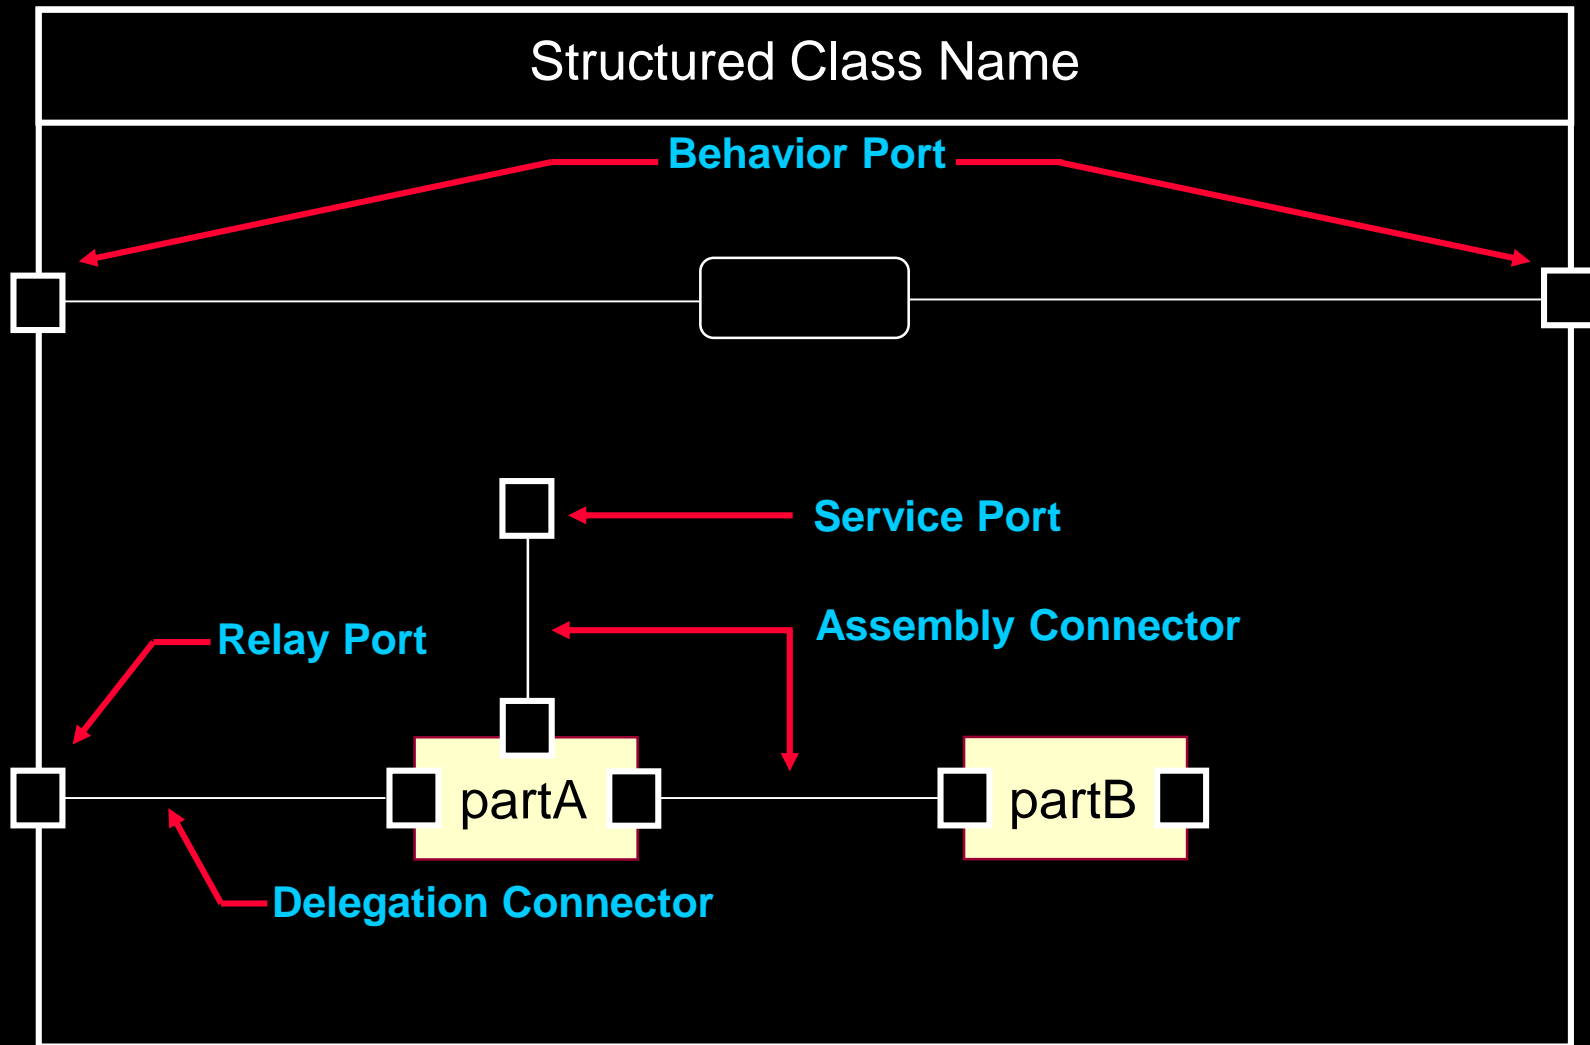 Structured Class Name
Behavior Port
Service Port
Assembly Connector
Relay Port
partA
partB
Delegation Connector